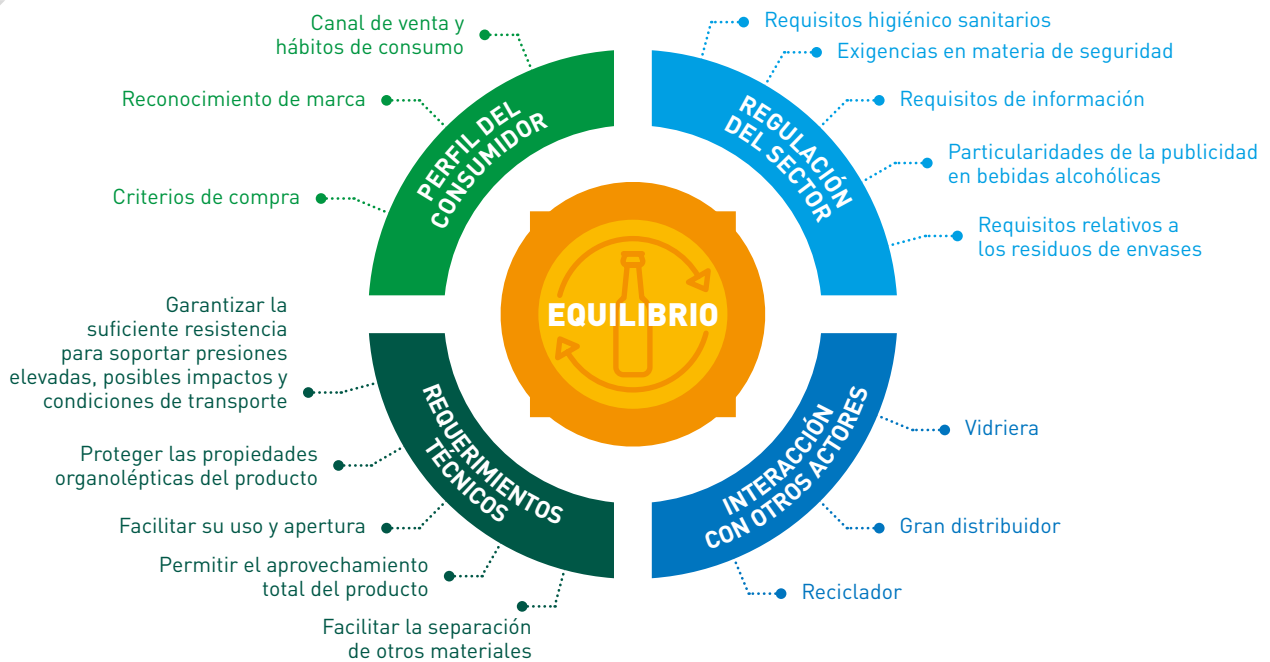 Canal de venta y
hábitos de consumo
Reconocimiento de marca
Criterios de compra
PERFIL DEL
CONSUMIDOR
Requisitos higiénico sanitarios
Exigencias en materia de seguridad
Requisitos de información
Particularidades de la publicidad
en bebidas alcohólicas
Requisitos relativos a
los residuos de envases
REGULACIÓN
DEL SECTOR
EQUILIBRIO
Garantizar la
suficiente resistencia
para soportar presiones
elevadas, posibles impactos y
condiciones de transporte
Proteger las propiedades
organolépticas del producto
Facilitar su uso y apertura
Permitir el aprovechamiento
total del producto
Facilitar la separación
de otros materiales
REQUERIMIENTOS
TÉCNICOS
INTERACCIÓN
CON OTROS ACTORES
Vidriera
Gran distribuidor
Reciclador